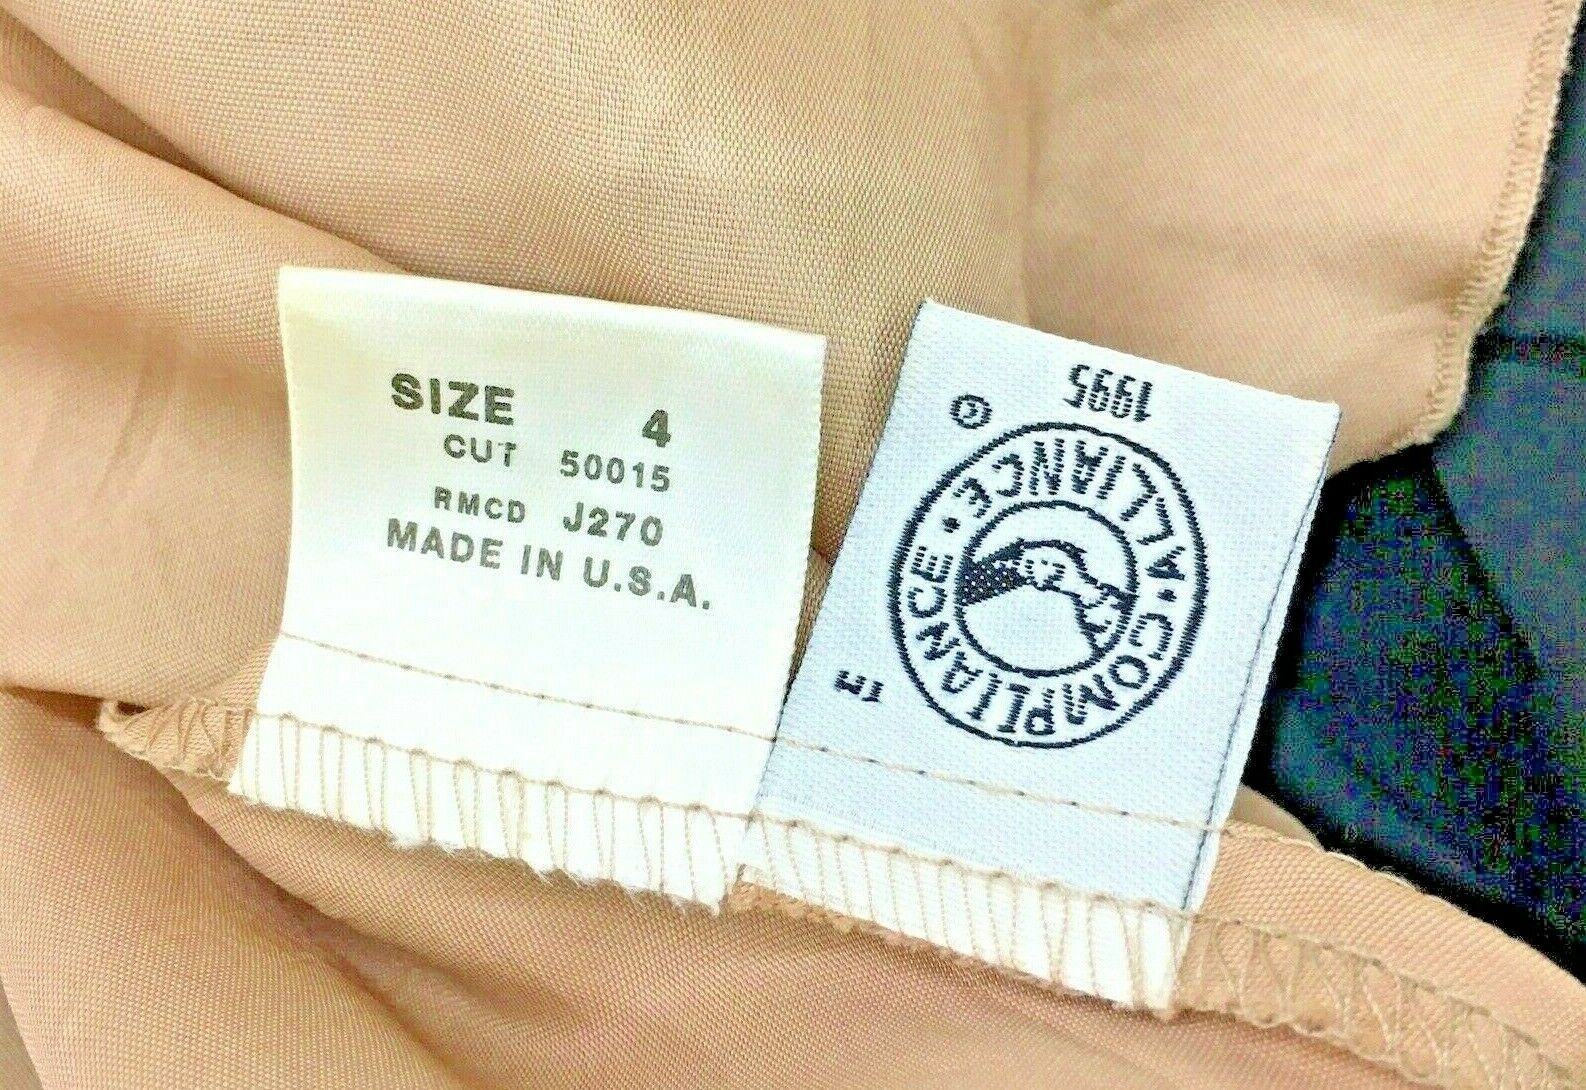 SIZE 4
CUT 50015
RMCD J270
MADE IN U.S.A.
1995
©
COMPLIANCE • ALLIANCE •